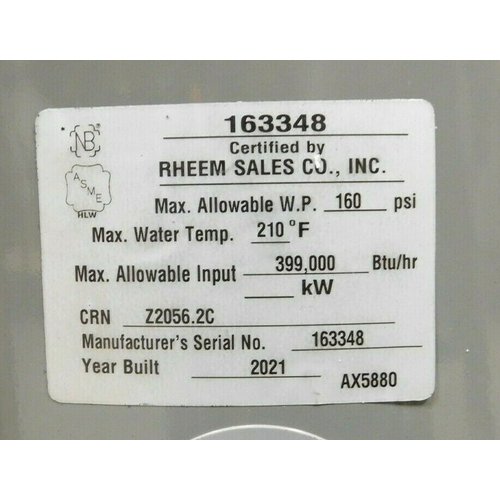 163348
NB
Certified by
RHEEM SALES CO., INC.
ASME
HLW
Max. Allowable W.P. 160 psi
Max. Water Temp. 210 °F
Max. Allowable Input 399,000 Btu/hr
kW
CRN Z2056.2C
Manufacturer's Serial No. 163348
Year Built 2021
AX5880